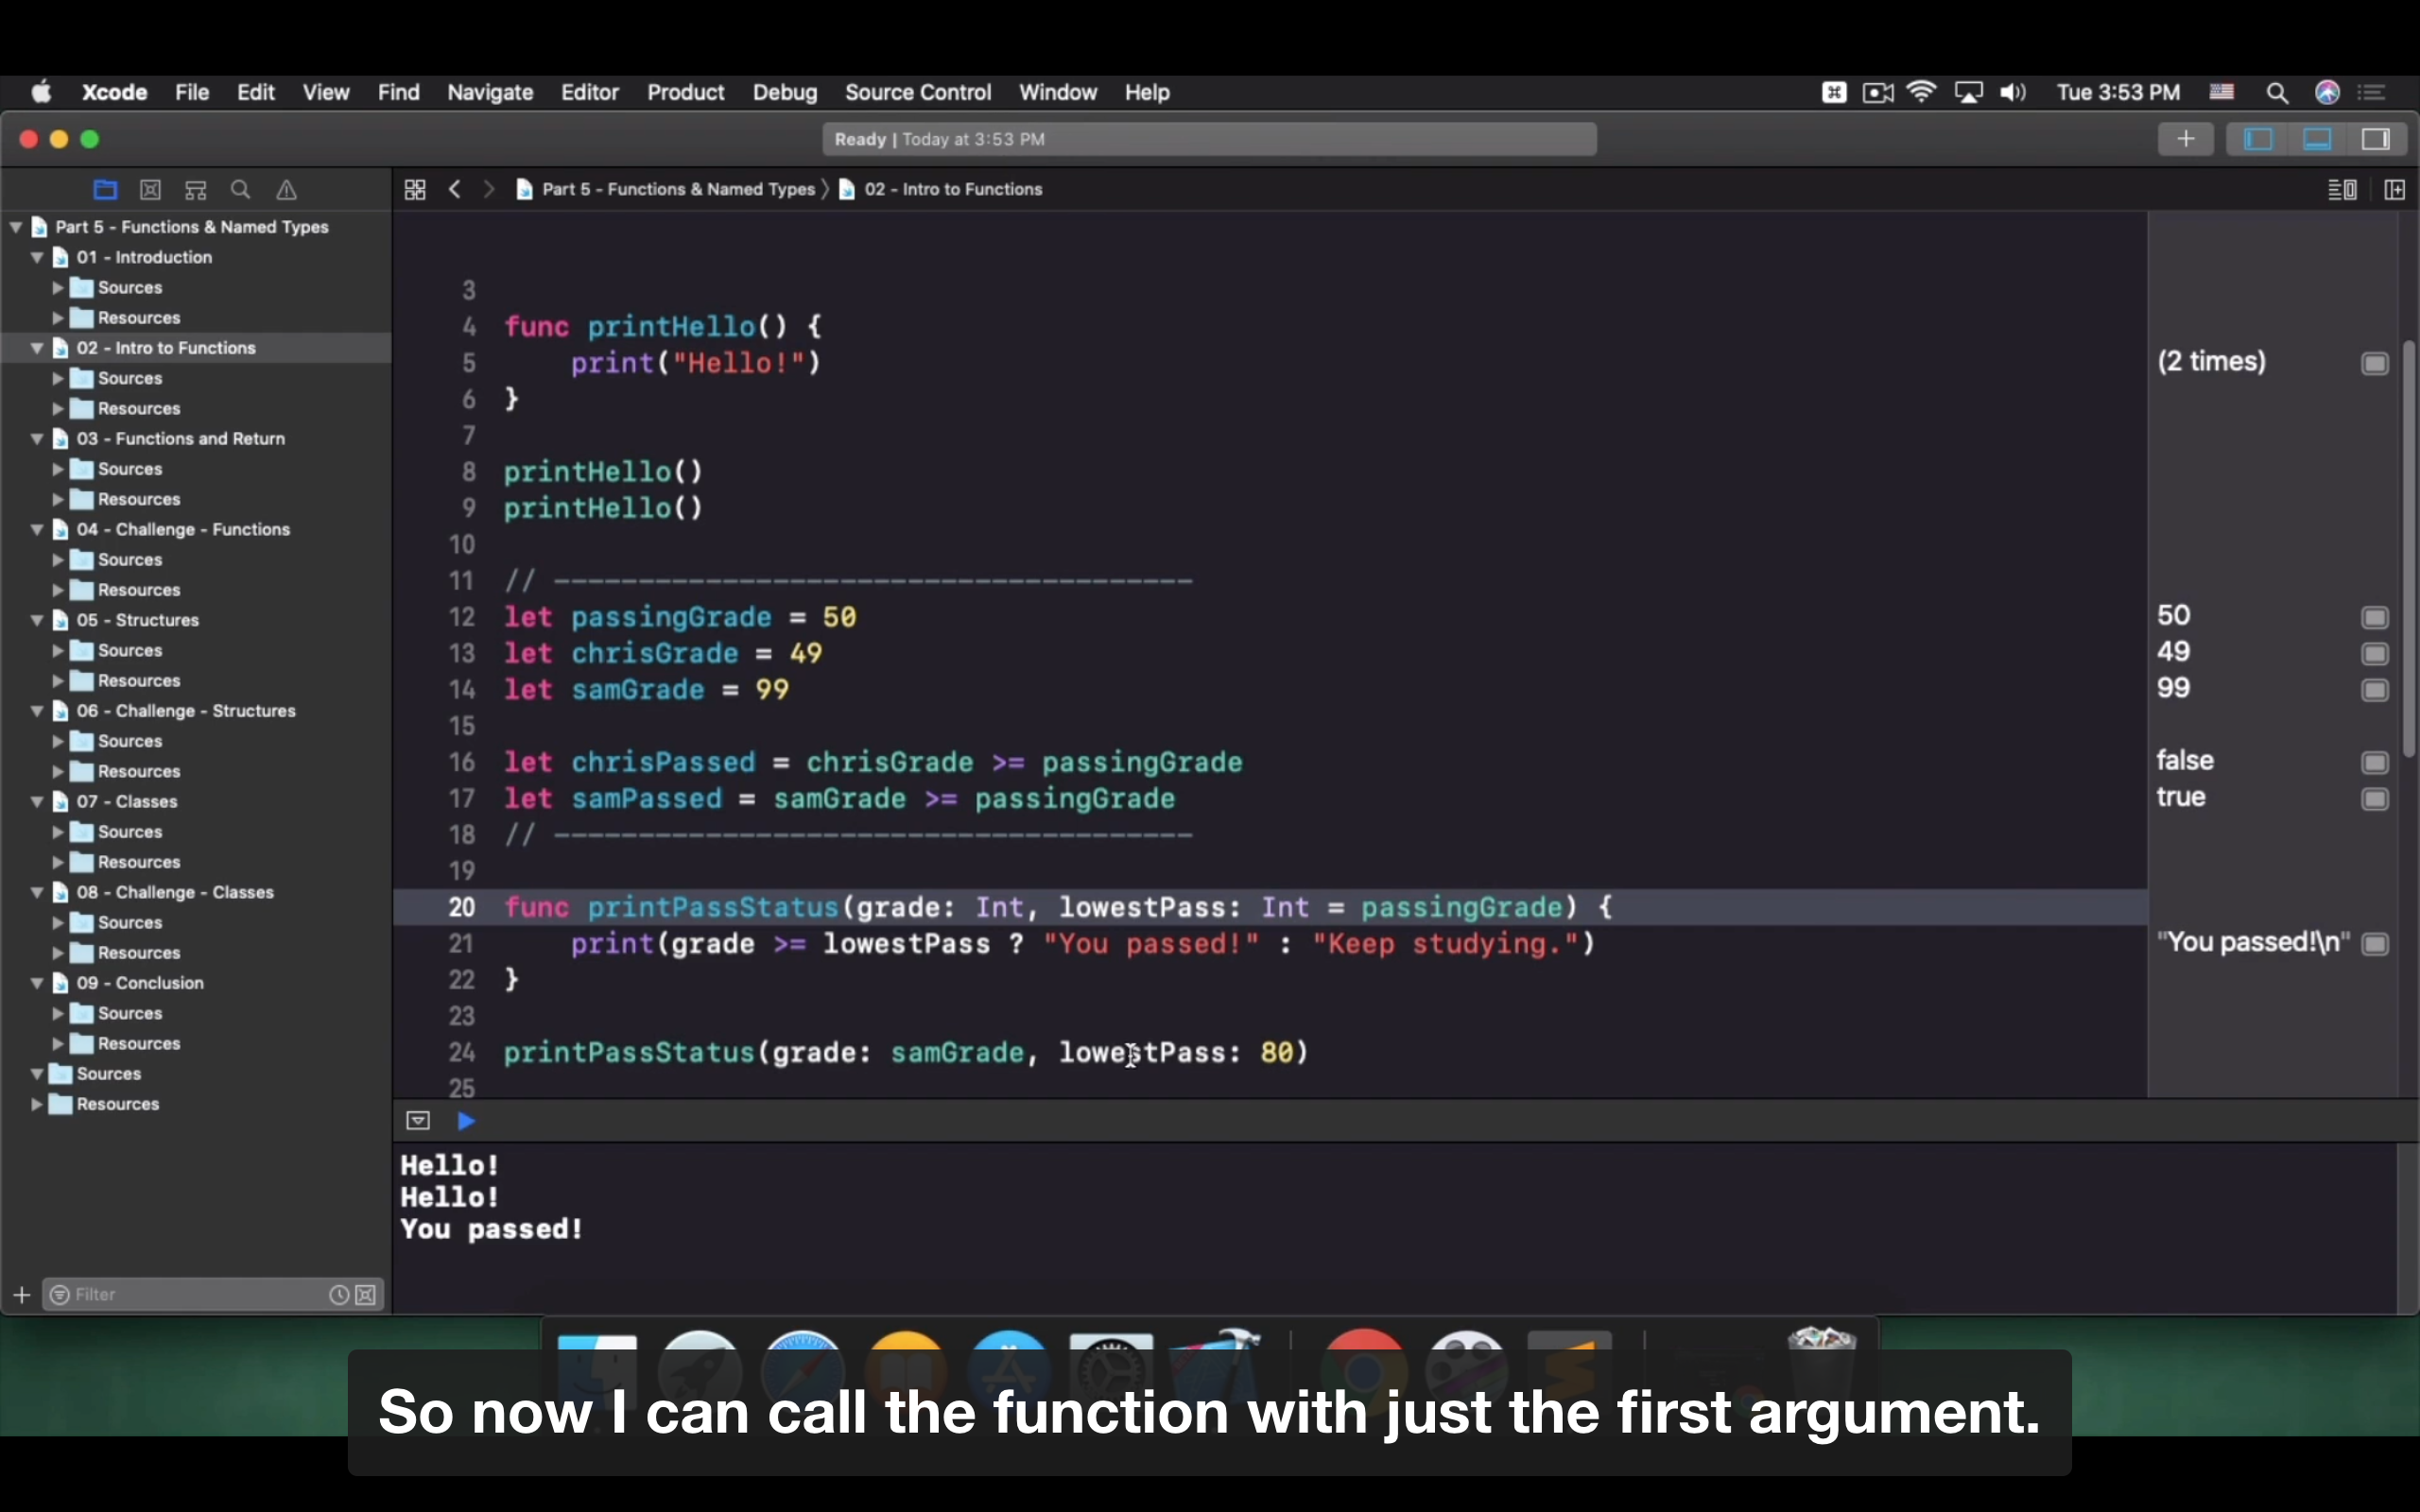 Xcode File Edit View Find Navigate Editor Product Debug Source Control Window Help Tue 3:53 PM
Ready | Today at 3:53 PM
Part 5 - Functions & Named Types 〉 02 - Intro to Functions
Part 5 - Functions & Named Types
01 - Introduction
Sources
Resources
02 - Intro to Functions
Sources
Resources
03 - Functions and Return
Sources
Resources
04 - Challenge - Functions
Sources
Resources
05 - Structures
Sources
Resources
06 - Challenge - Structures
Sources
Resources
07 - Classes
Sources
Resources
08 - Challenge - Classes
Sources
Resources
09 - Conclusion
Sources
Resources
Sources
Resources
Filter
3
4 func printHello() {
5 print("Hello!")
6 }
7
8 printHello()
9 printHello()
10
11 // --------------------------------------
12 let passingGrade = 50
13 let chrisGrade = 49
14 let samGrade = 99
15
16 let chrisPassed = chrisGrade >= passingGrade
17 let samPassed = samGrade >= passingGrade
18 // --------------------------------------
19
20 func printPassStatus(grade: Int, lowestPass: Int = passingGrade) {
21 print(grade >= lowestPass ? "You passed!" : "Keep studying.")
22 }
23
24 printPassStatus(grade: samGrade, lowestPass: 80)
25
(2 times)
50
49
99
false
true
"You passed!\n"
Hello!
Hello!
You passed!
So now I can call the function with just the first argument.